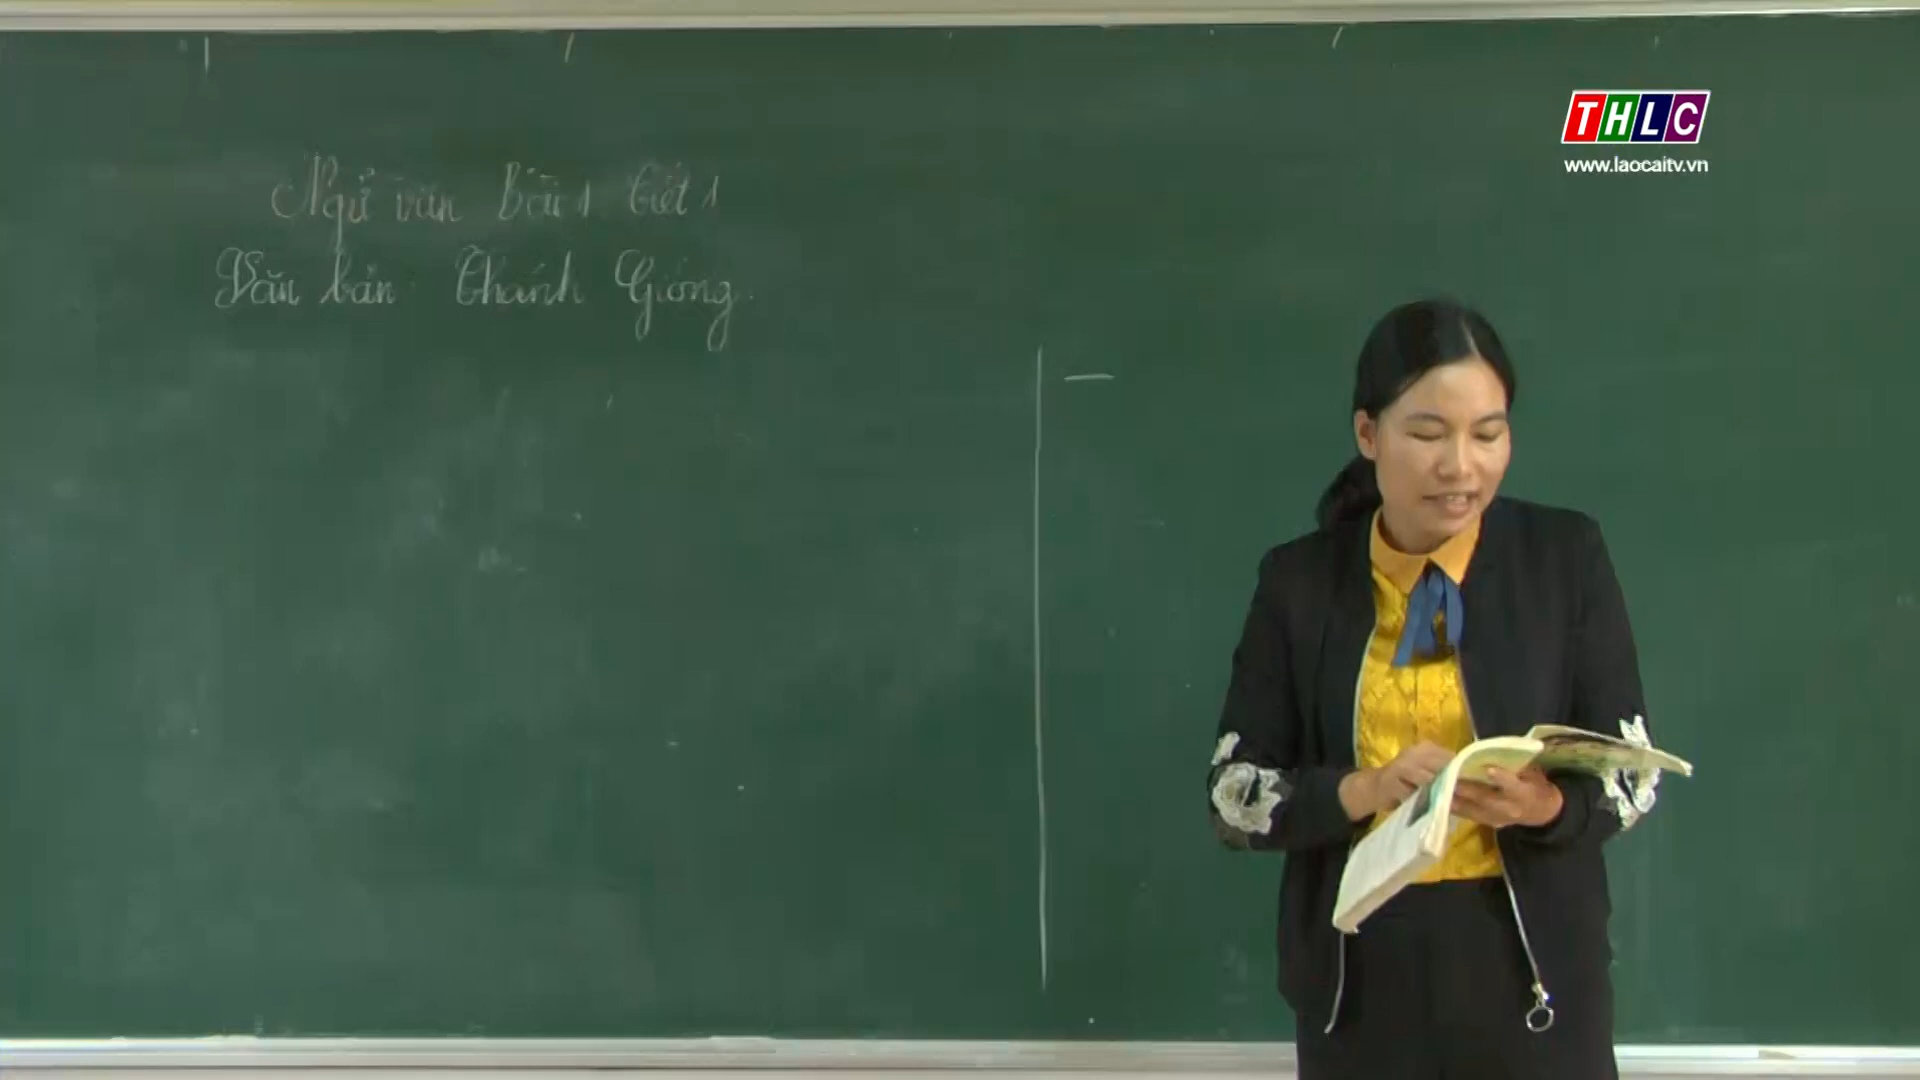 Ngữ văn Bài 1 Tiết 1
Văn bản: Thánh Gióng.
THLC
www.laocaitv.vn